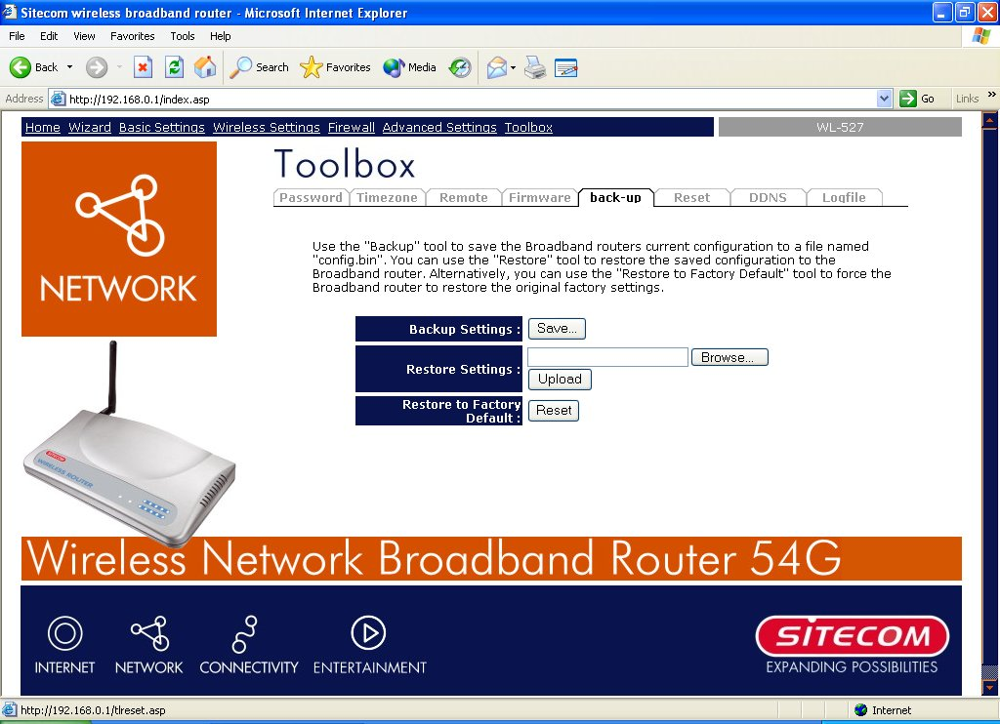 Sitecom wireless broadband router - Microsoft Internet Explorer
File Edit View Favorites Tools Help
Back Search Favorites Media
Address http://192.168.0.1/index.asp Go Links »
Home Wizard Basic Settings Wireless Settings Firewall Advanced Settings Toolbox WL-527
Toolbox
Password Timezone Remote Firmware back-up Reset DDNS Logfile
NETWORK
Use the "Backup" tool to save the Broadband routers current configuration to a file named
"config.bin". You can use the "Restore" tool to restore the saved configuration to the
Broadband router. Alternatively, you can use the "Restore to Factory Default" tool to force the
Broadband router to restore the original factory settings.
Backup Settings : Save...
Restore Settings : Browse...
Upload
Restore to Factory
Default : Reset
SITECOM
WIRELESS ROUTER
Wireless Network Broadband Router 54G
INTERNET NETWORK CONNECTIVITY ENTERTAINMENT
SITECOM
EXPANDING POSSIBILITIES
http://192.168.0.1/tlreset.asp Internet